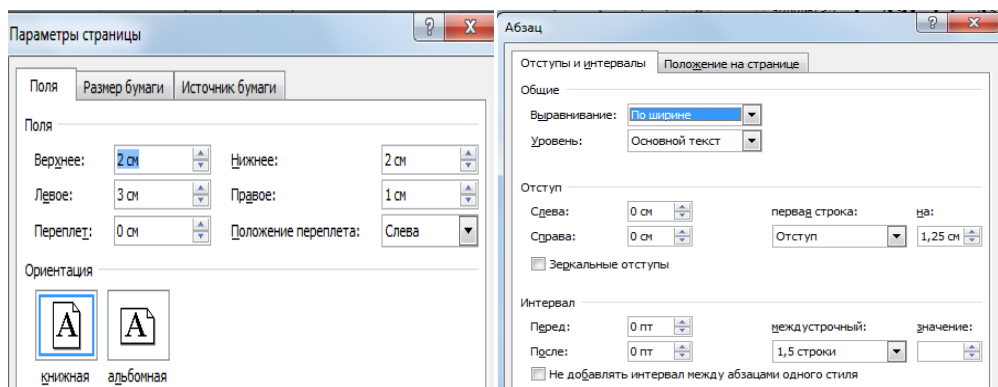 Параметры страницы
Поля Размер бумаги Источник бумаги
Поля
Верхнее: 2 см Нижнее: 2 см
Левое: 3 см Правое: 1 см
Переплет: 0 см Положение переплета: Слева
Ориентация
A A
книжная альбомная
Абзац
Отступы и интервалы Положение на странице
Общие
Выравнивание: По ширине
Уровень: Основной текст
Отступ
Слева: 0 см первая строка: на:
Справа: 0 см Отступ 1,25 см
Зеркальные отступы
Интервал
Перед: 0 пт междустрочный: значение:
После: 0 пт 1,5 строки
Не добавлять интервал между абзацами одного стиля